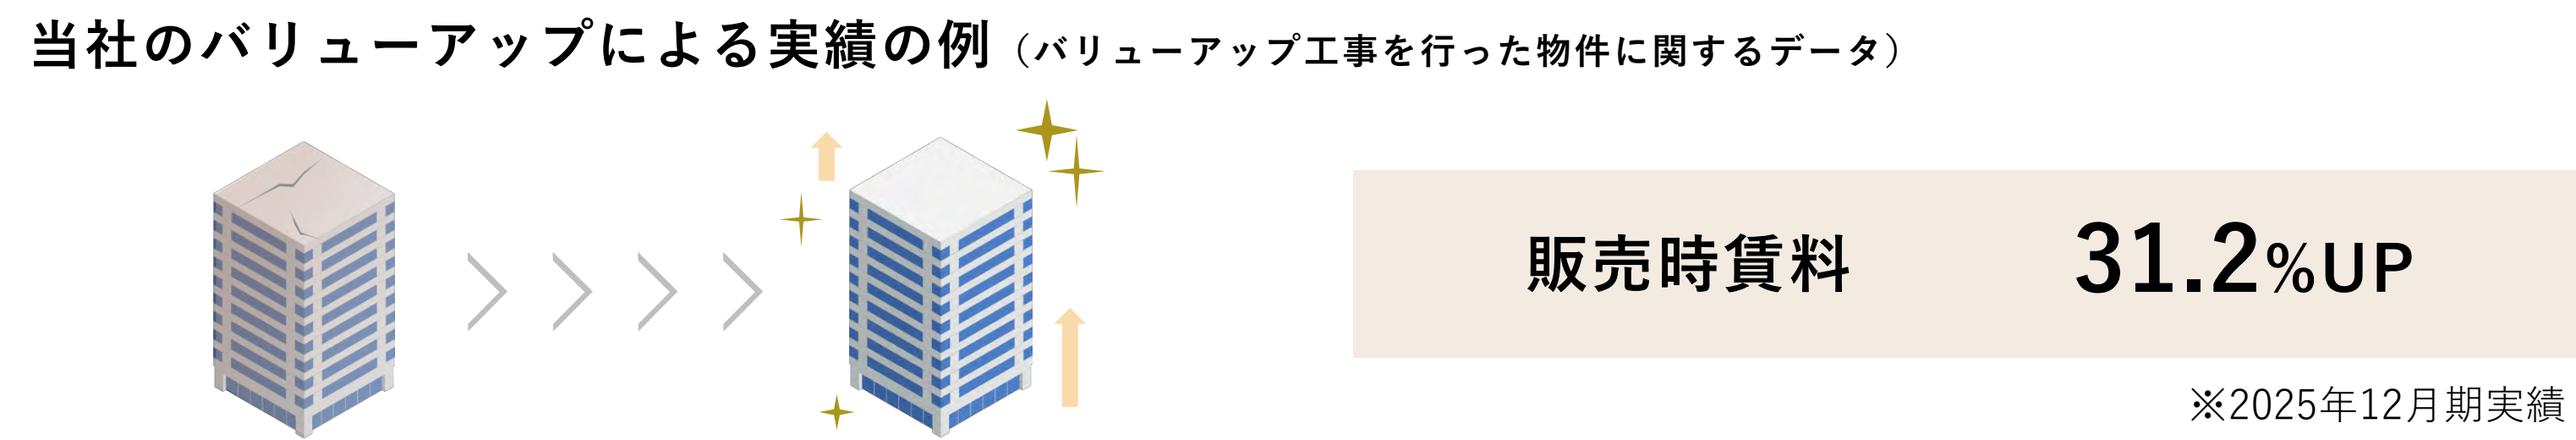 当社のバリューアップによる実績の例（バリューアップ工事を行った物件に関するデータ）
販売時賃料 31.2%UP
※2025年12月期実績